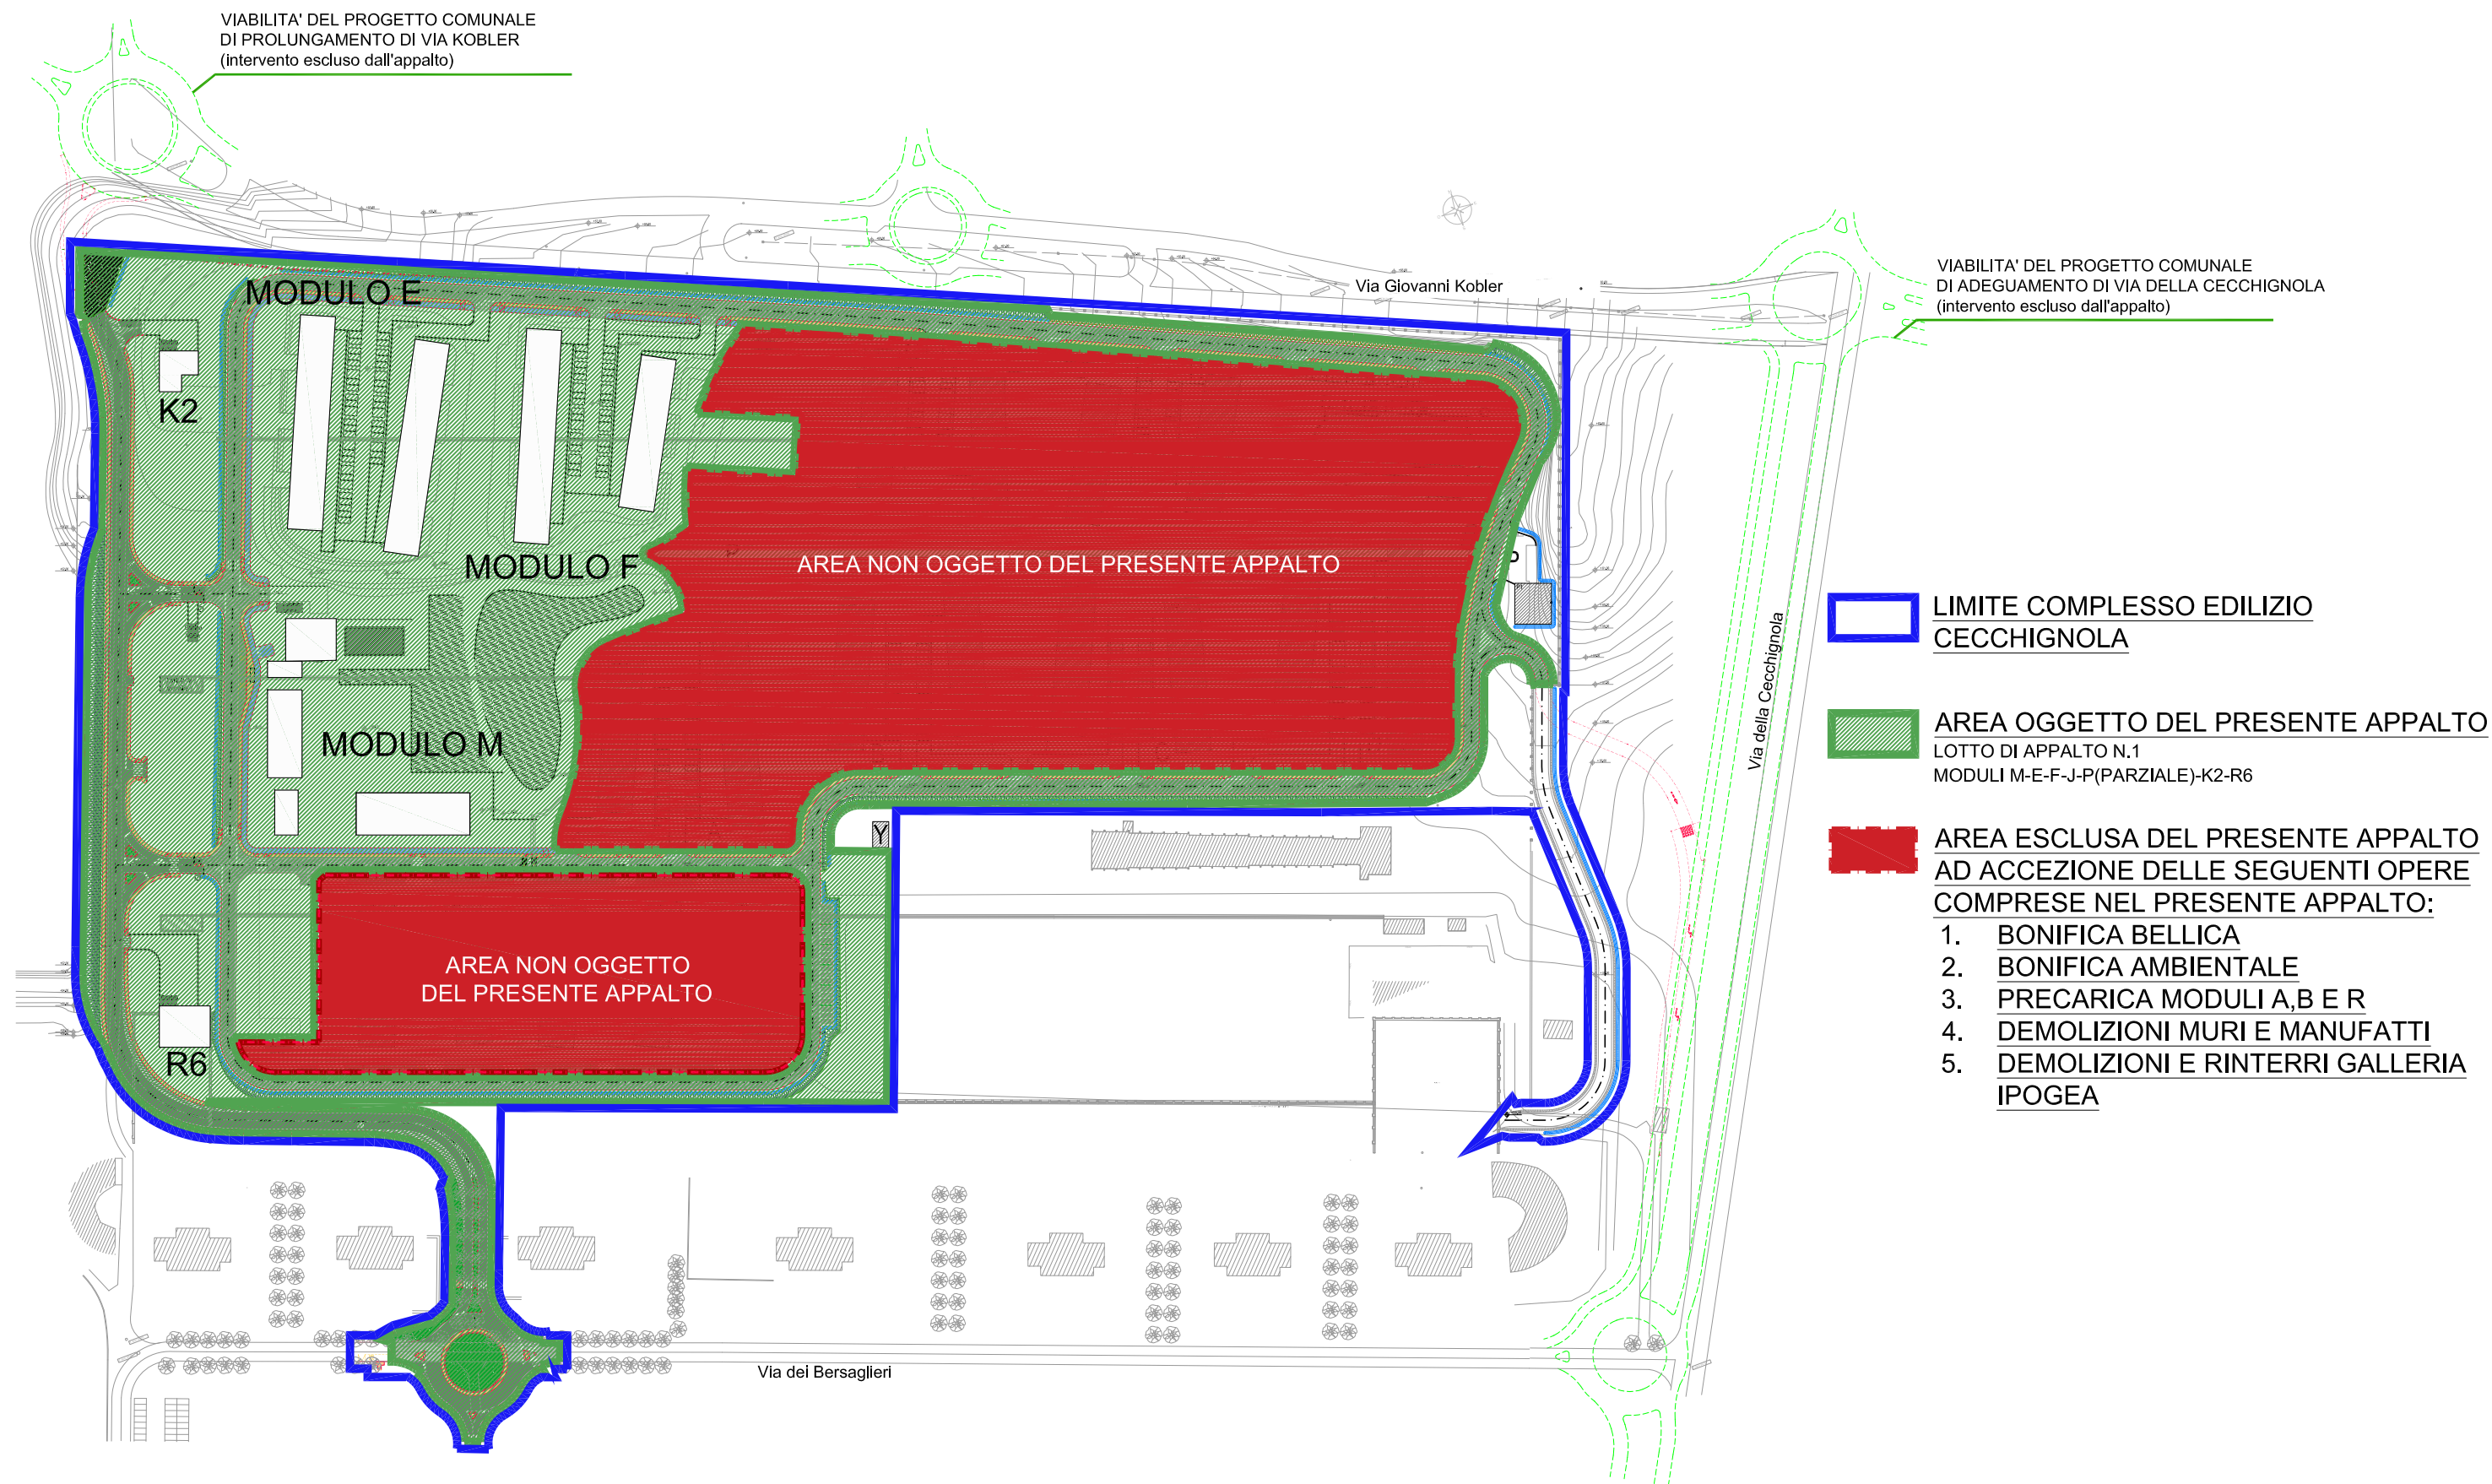 VIABILITA' DEL PROGETTO COMUNALE
DI PROLUNGAMENTO DI VIA KOBLER
(intervento escluso dall'appalto)
VIABILITA' DEL PROGETTO COMUNALE
DI ADEGUAMENTO DI VIA DELLA CECCHIGNOLA
(intervento escluso dall'appalto)
Via Giovanni Kobler
MODULO E
K2
MODULO F
AREA NON OGGETTO DEL PRESENTE APPALTO
MODULO M
Y
AREA NON OGGETTO
DEL PRESENTE APPALTO
R6
Via della Cecchignola
Via dei Bersaglieri
LIMITE COMPLESSO EDILIZIO
CECCHIGNOLA
AREA OGGETTO DEL PRESENTE APPALTO
LOTTO DI APPALTO N.1
MODULI M-E-F-J-P(PARZIALE)-K2-R6
AREA ESCLUSA DEL PRESENTE APPALTO
AD ACCEZIONE DELLE SEGUENTI OPERE
COMPRESE NEL PRESENTE APPALTO:
1. BONIFICA BELLICA
2. BONIFICA AMBIENTALE
3. PRECARICA MODULI A,B E R
4. DEMOLIZIONI MURI E MANUFATTI
5. DEMOLIZIONI E RINTERRI GALLERIA
IPOGEA